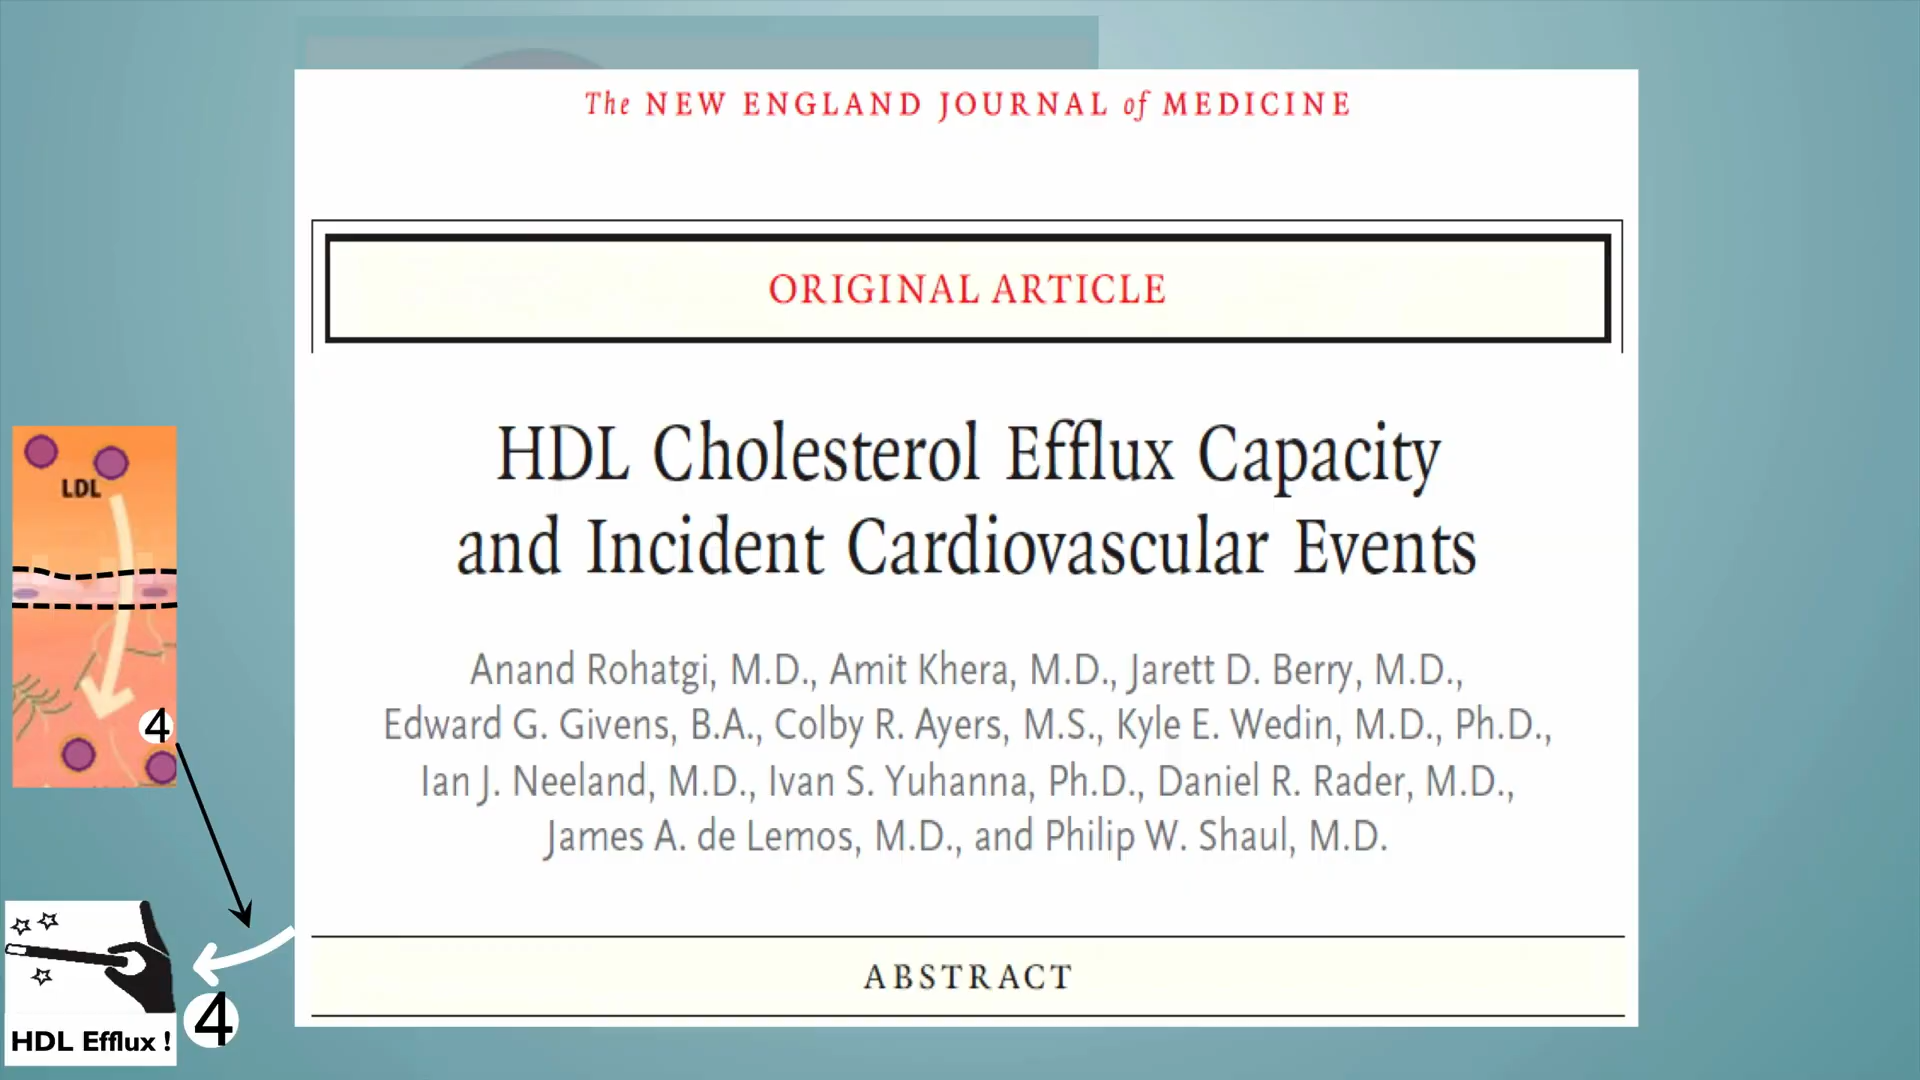 The NEW ENGLAND JOURNAL of MEDICINE
ORIGINAL ARTICLE
HDL Cholesterol Efflux Capacity
and Incident Cardiovascular Events
Anand Rohatgi, M.D., Amit Khera, M.D., Jarett D. Berry, M.D.,
Edward G. Givens, B.A., Colby R. Ayers, M.S., Kyle E. Wedin, M.D., Ph.D.,
Ian J. Neeland, M.D., Ivan S. Yuhanna, Ph.D., Daniel R. Rader, M.D.,
James A. de Lemos, M.D., and Philip W. Shaul, M.D.
ABSTRACT
LDL
4
4
HDL Efflux !